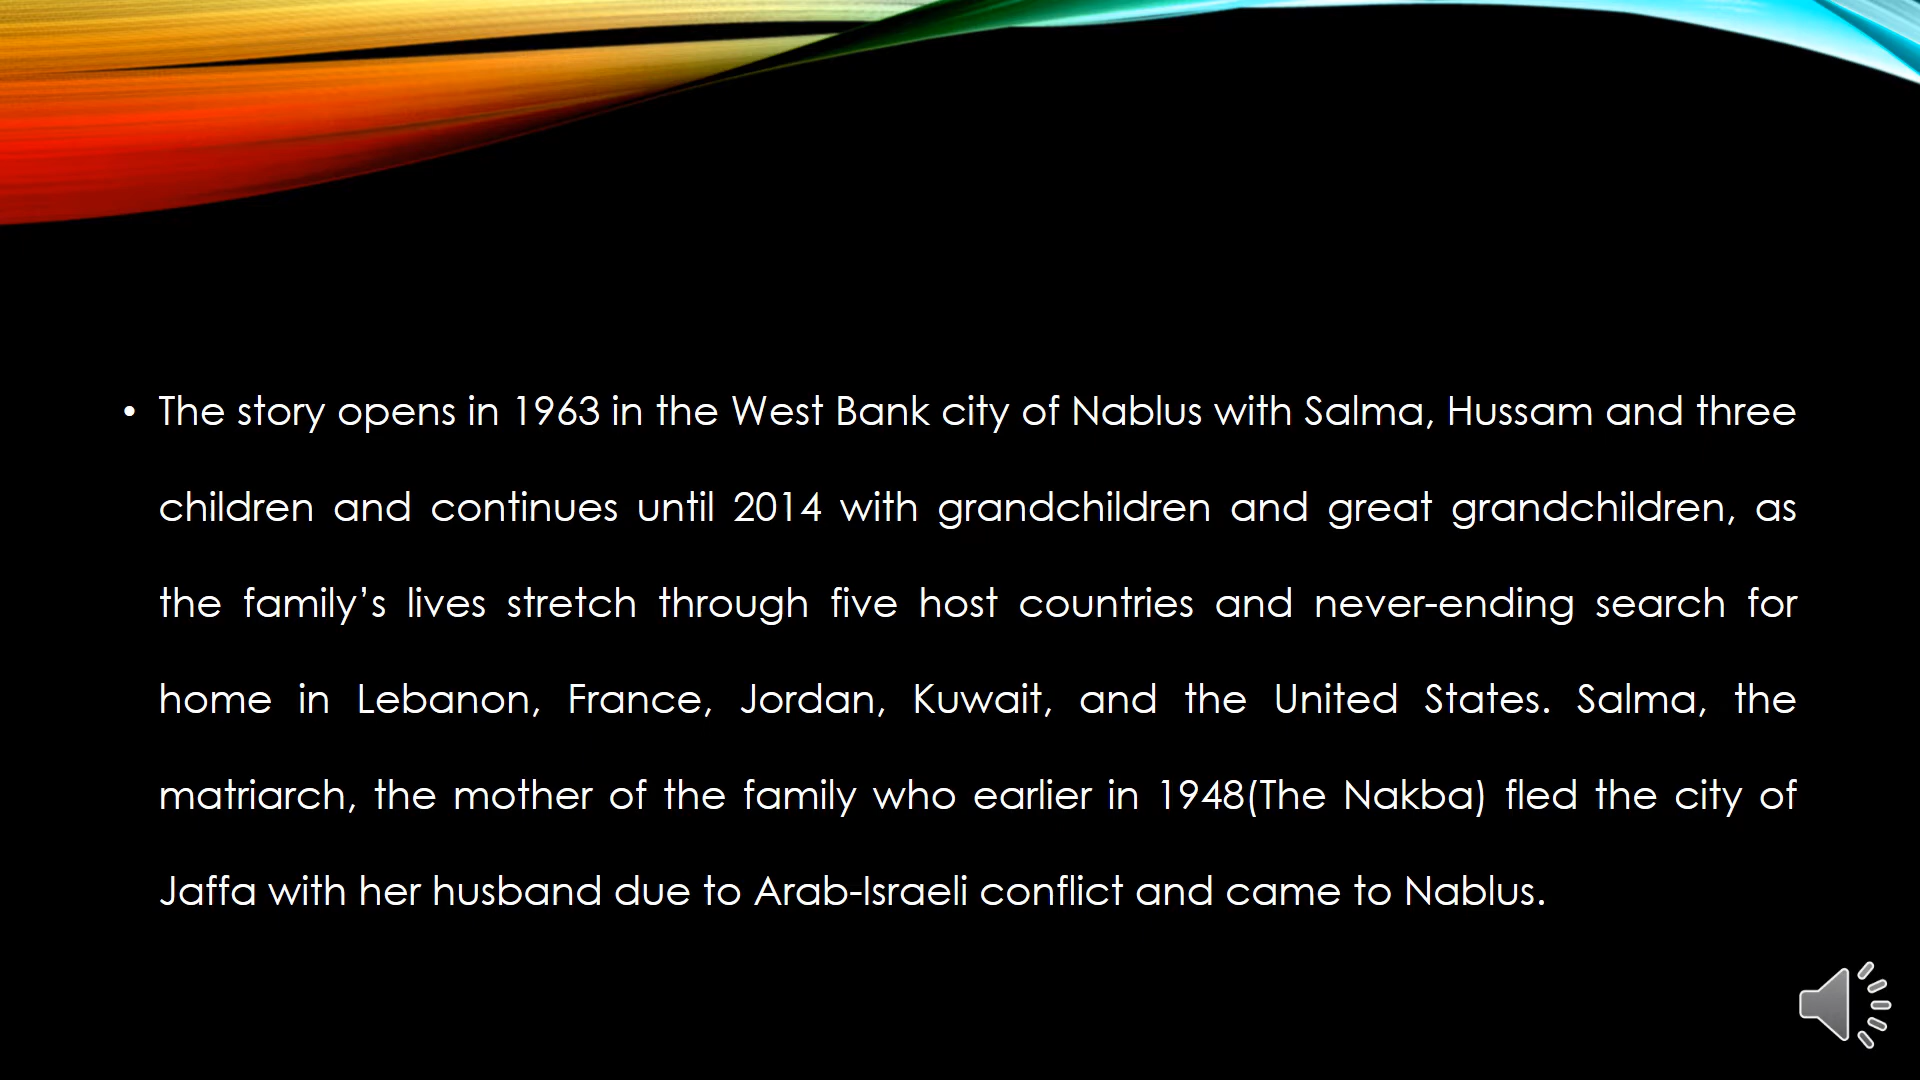 • The story opens in 1963 in the West Bank city of Nablus with Salma, Hussam and three
children and continues until 2014 with grandchildren and great grandchildren, as
the family’s lives stretch through five host countries and never-ending search for
home in Lebanon, France, Jordan, Kuwait, and the United States. Salma, the
matriarch, the mother of the family who earlier in 1948(The Nakba) fled the city of
Jaffa with her husband due to Arab-Israeli conflict and came to Nablus.